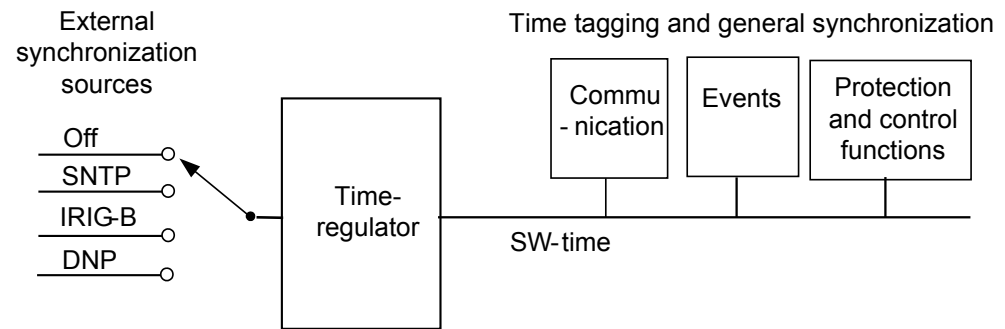 External
synchronization
sources
Off
SNTP
IRIG-B
DNP
Time-
regulator
Time tagging and general synchronization
Commu
- nication
Events
Protection
and control
functions
SW-time